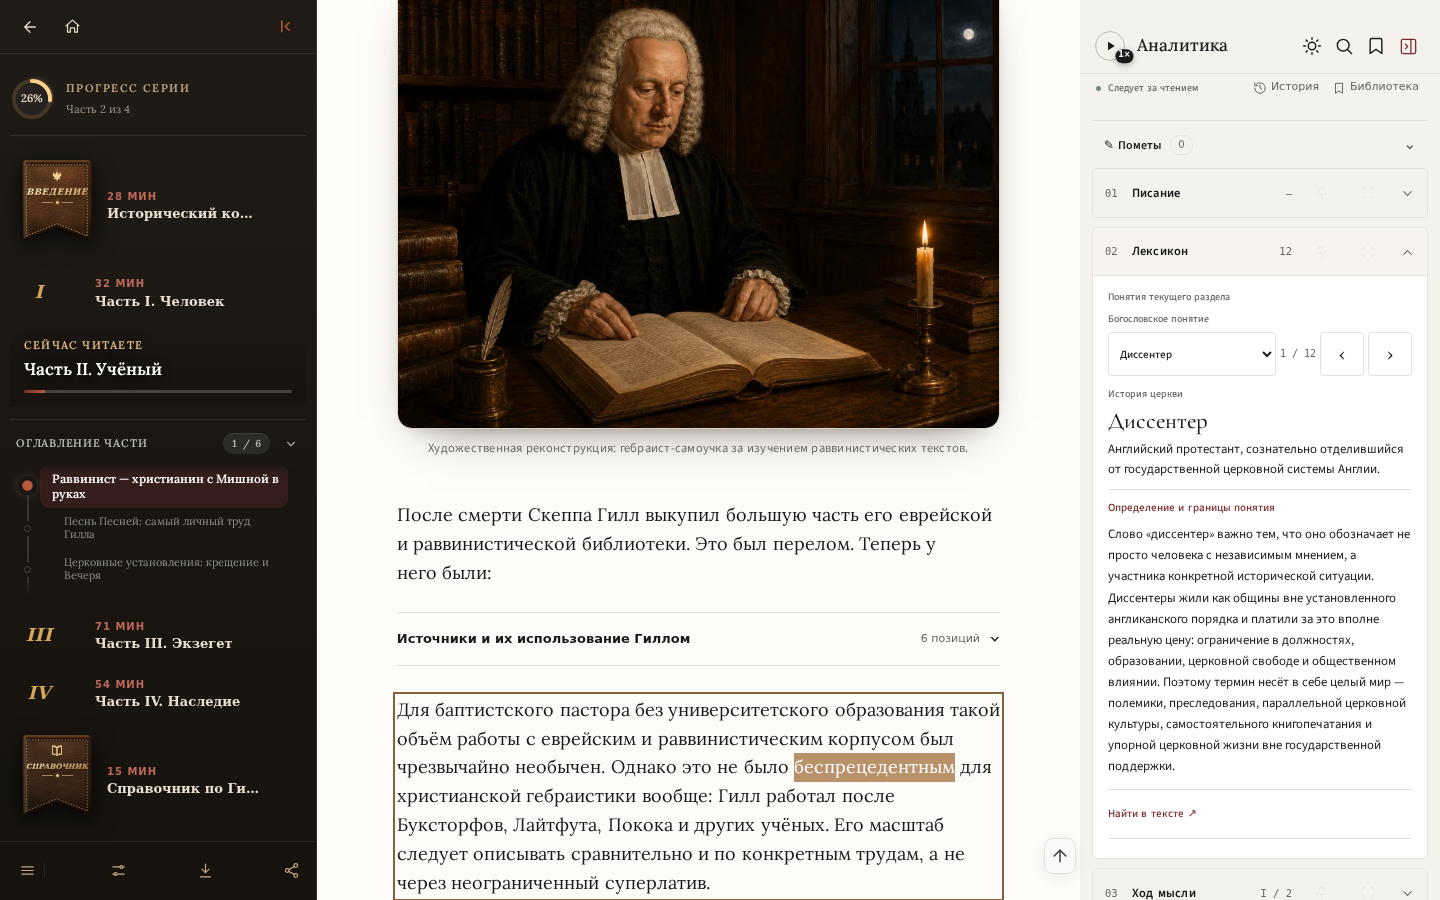 26%
ПРОГРЕСС СЕРИИ
Часть 2 из 4
ВВЕДЕНИЕ
28 МИН
Исторический ко...
I
32 МИН
Часть I. Человек
СЕЙЧАС ЧИТАЕТЕ
Часть II. Учёный
ОГЛАВЛЕНИЕ ЧАСТИ
1 / 6
Раввинист — христианин с Мишной в
руках
Песнь Песней: самый личный труд
Гилла
Церковные установления: крещение и
Вечеря
III
71 МИН
Часть III. Экзегет
IV
54 МИН
Часть IV. Наследие
СПРАВОЧНИК
15 МИН
Справочник по Ги...
Художественная реконструкция: гебраист-самоучка за изучением раввинистических текстов.
После смерти Скеппа Гилл выкупил большую часть его еврейской
и раввинистической библиотеки. Это был перелом. Теперь у
него были:
Источники и их использование Гиллом
6 позиций
Для баптистского пастора без университетского образования такой
объём работы с еврейским и раввинистическим корпусом был
чрезвычайно необычен. Однако это не было беспрецедентным для
христианской гебраистики вообще: Гилл работал после
Буксторфов, Лайтфута, Покока и других учёных. Его масштаб
следует описывать сравнительно и по конкретным трудам, а не
через неограниченный суперлатив.
1×
Аналитика
Следует за чтением
История
Библиотека
✎ Пометы
0
01
Писание
—
02
Лексикон
12
Понятия текущего раздела
Богословское понятие
Диссентер
1 / 12
‹
›
История церкви
Диссентер
Английский протестант, сознательно отделившийся
от государственной церковной системы Англии.
Определение и границы понятия
Слово «диссентер» важно тем, что оно обозначает не
просто человека с независимым мнением, а
участника конкретной исторической ситуации.
Диссентеры жили как общины вне установленного
англиканского порядка и платили за это вполне
реальную цену: ограничение в должностях,
образовании, церковной свободе и общественном
влиянии. Поэтому термин несёт в себе целый мир —
полемики, преследования, параллельной церковной
культуры, самостоятельного книгопечатания и
упорной церковной жизни вне государственной
поддержки.
Найти в тексте ↗
03
Ход мысли
I / 2